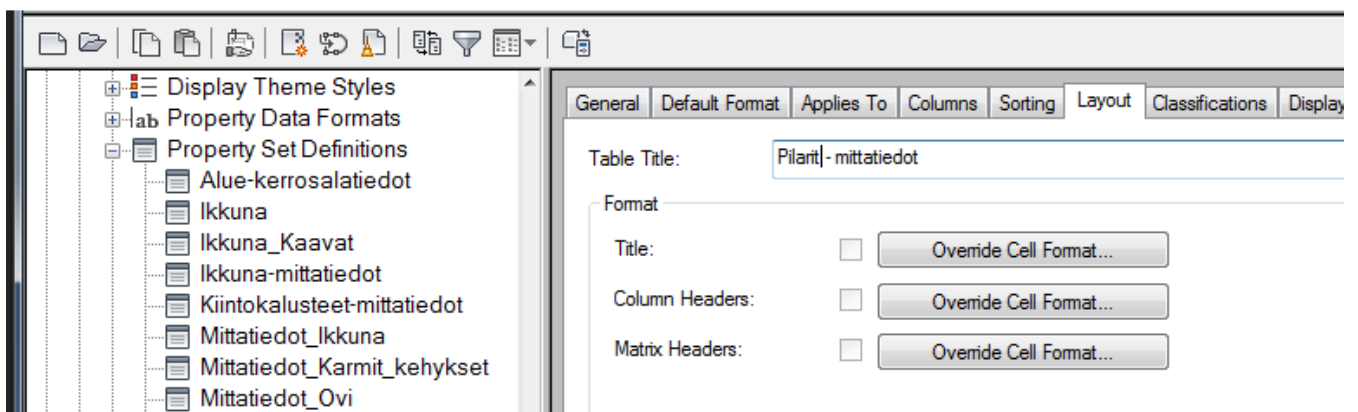 Display Theme Styles
ab Property Data Formats
Property Set Definitions
Alue-kerrosalatiedot
Ikkuna
Ikkuna_Kaavat
Ikkuna-mittatiedot
Kiintokalusteet-mittatiedot
Mittatiedot_Ikkuna
Mittatiedot_Karmit_kehykset
Mittatiedot_Ovi
General Default Format Applies To Columns Sorting Layout Classifications Display
Table Title: Pilarit - mittatiedot
Format
Title: Override Cell Format...
Column Headers: Override Cell Format...
Matrix Headers: Override Cell Format...